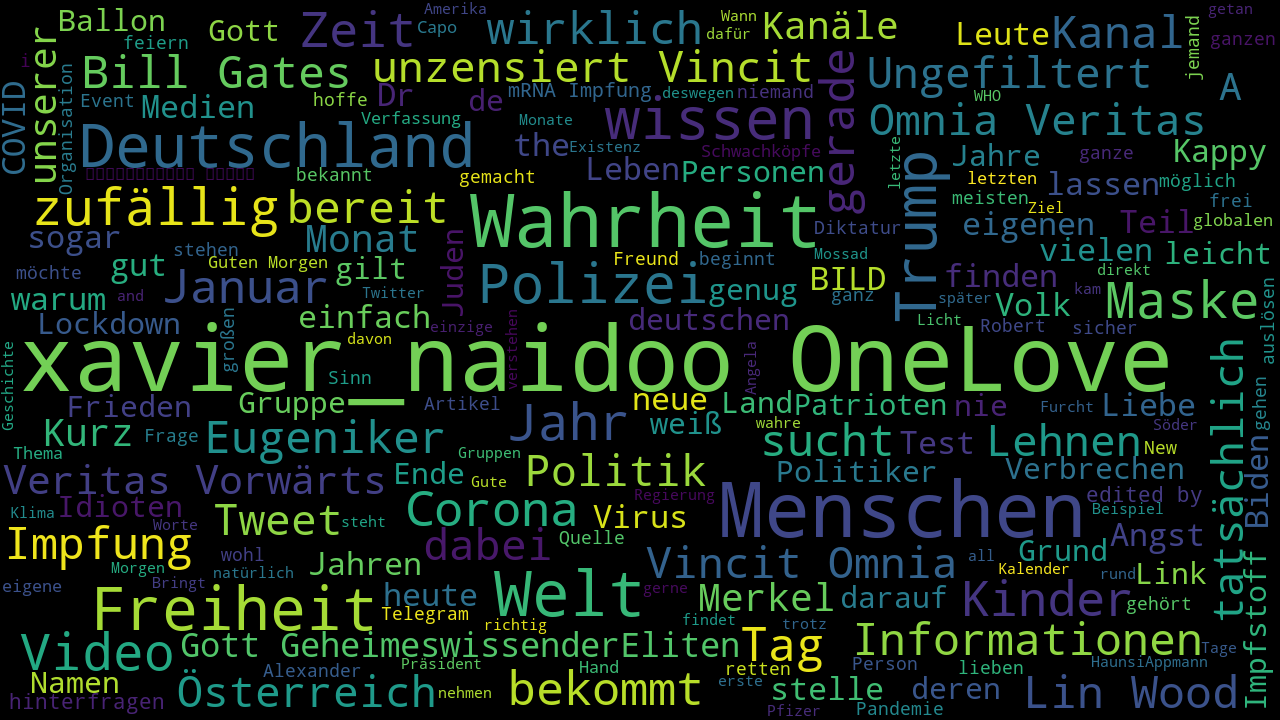 Ballon
Gott
Zeit
Amerika
Capo
wirklich
Wann
dafür
Kanäle
Leute
Kanal
getan
ganzen
jemand
feiern
unserer
i
COVID
Bill Gates
unzensiert Vincit
Ungefiltert
A
Event
Organisation
Medien
hoffe
Dr
de
mRNA Impfung
deswegen
niemand
WHO
Verfassung
Monate
wissen
gerade
Omnia Veritas
Deutschland
the
Existenz
Schwachköpfe
letzte
Jahre
ganze
Kappy
bekannt
gemacht
Leben
Personen
letzten
lassen
möglich
meisten
Ziel
frei
zufällig
bereit
Wahrheit
Trump
eigenen
Teil
globalen
sogar
stehen
Monat
Juden
Diktatur
vielen
leicht
möchte
gut
Guten Morgen
gilt
Freund
beginnt
Mossad
BILD
finden
direkt
warum
and
Januar
Twitter
Polizei
genug
ganz
später
Volk
kam
Maske
Lockdown
großen
einfach
einzige
deutschen
Licht
Robert
sicher
auslösen
davon
verstehen
Geschichte
xavier_naidoo OneLove
Sinn
Angela
tatsächlich
Frieden
Gruppe
Artikel
Jahr
neue
Land
Patrioten
nie
Furcht
Liebe
gehen
Kurz
Frage
Eugeniker
weiß
wahre
sucht
Test
Lehnen
Söder
New
Biden
Thema
Gruppen
Veritas Vorwärts
Ende
Gute
Politik
Politiker
Verbrechen
Regierung
Menschen
edited by
Beispiel
Klima
Idioten
Worte
Tweet
steht
Corona
Virus
Angst
Impfung
wohl
dabei
Quelle
Grund
Morgen
Bringt
natürlich
Jahren
Vincit Omnia
all
Kalender
rund
Link
Impfstoff
eigene
Freiheit
heute
Welt
gerne
Merkel
darauf
Kinder
gehört
Telegram
richtig
findet
trotz
Video
Gott GeheimeswissenderEliten
Tag
Informationen
Tage
Namen
Alexander
Präsident
Hand
retten
Person
lieben
HaunsiAppmann
hinterfragen
Österreich
nehmen
bekommt
erste
stelle
deren
Lin Wood
Pfizer
Pandemie